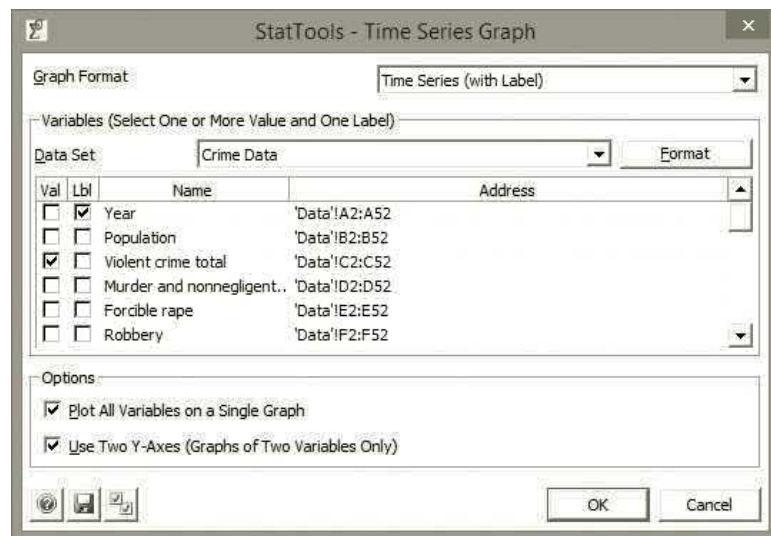 StatTools - Time Series Graph
Graph Format Time Series (with Label)
Variables (Select One or More Value and One Label)
Data Set Crime Data Format
Val Lbl Name Address
Year 'Data'!A2:A52
Population 'Data'!B2:B52
Violent crime total 'Data'!C2:C52
Murder and nonnegligent.. 'Data'!D2:D52
Forcible rape 'Data'!E2:E52
Robbery 'Data'!F2:F52
Options
Plot All Variables on a Single Graph
Use Two Y-Axes (Graphs of Two Variables Only)
OK Cancel